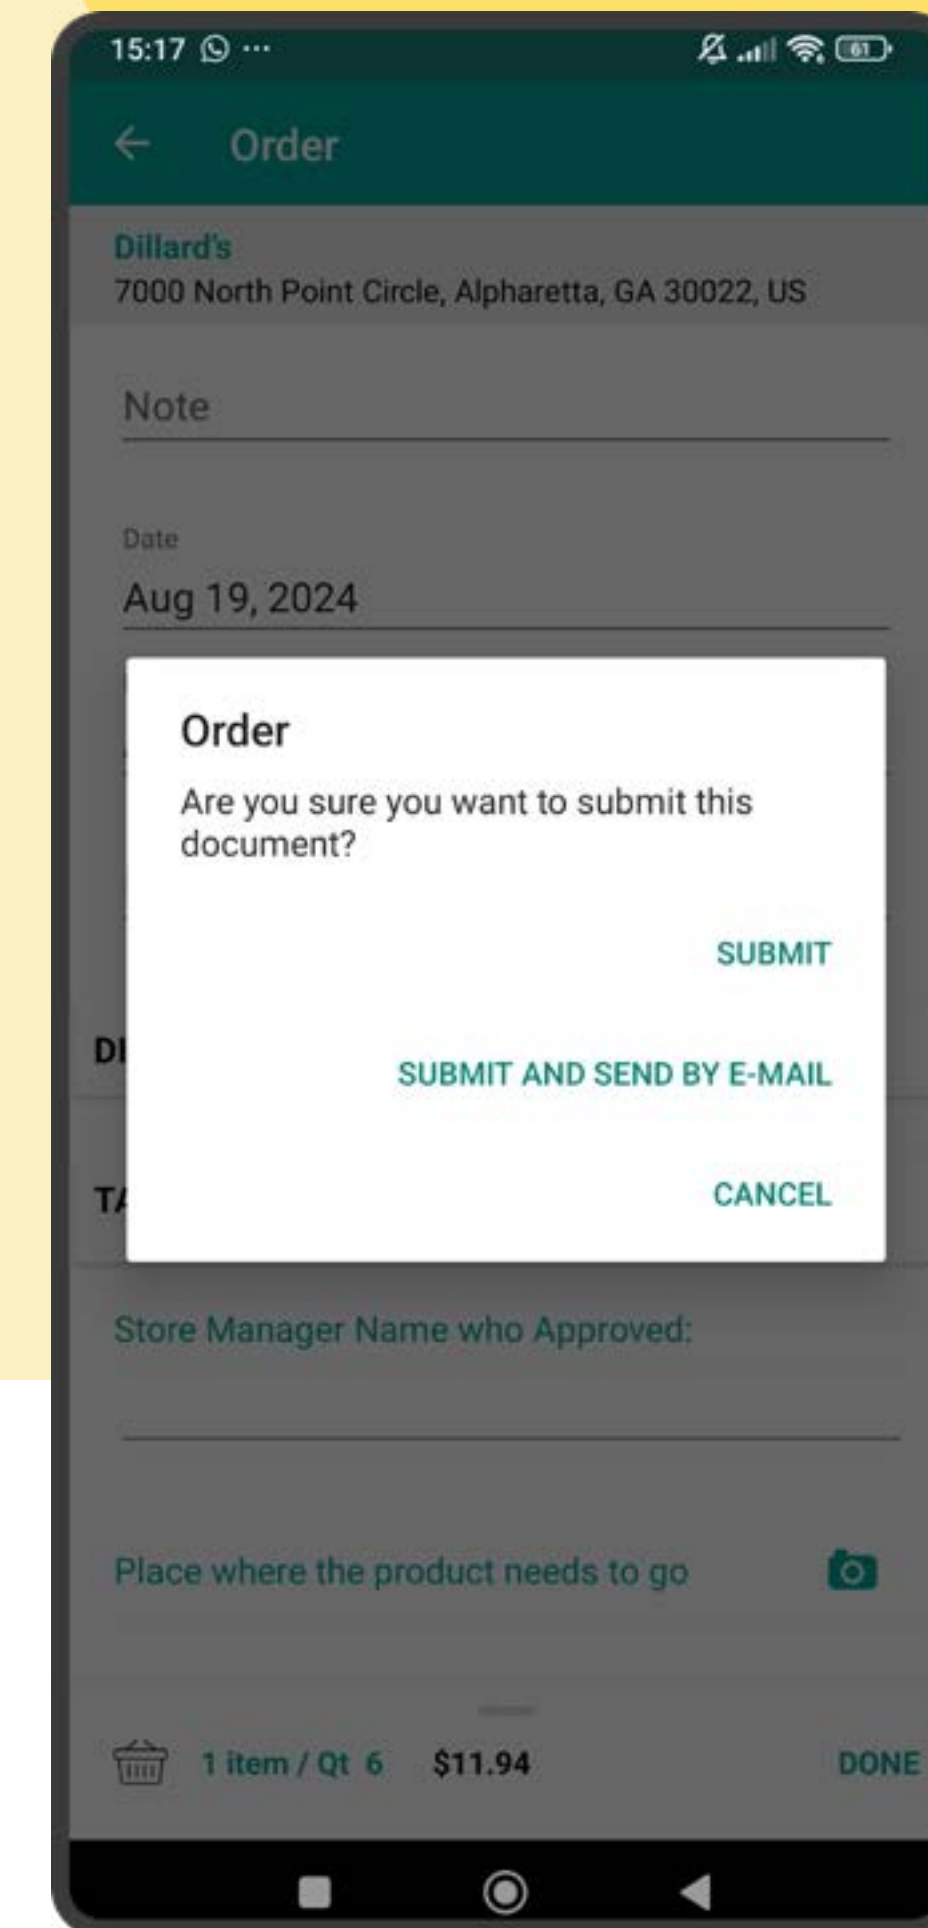 15:17
61
Order
Dillard's
7000 North Point Circle, Alpharetta, GA 30022, US
Note
Date
Aug 19, 2024
Order
Are you sure you want to submit this
document?
SUBMIT
SUBMIT AND SEND BY E-MAIL
CANCEL
Store Manager Name who Approved:
Place where the product needs to go
1 item / Qt 6 $11.94 DONE